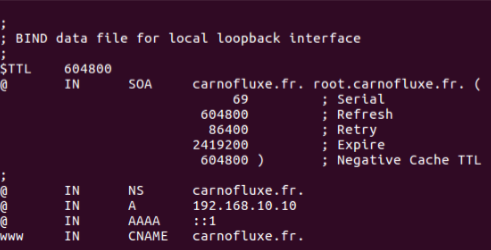 ;
; BIND data file for local loopback interface
;
$TTL    604800
@       IN      SOA     carnofluxe.fr. root.carnofluxe.fr. (
                             69         ; Serial
                         604800         ; Refresh
                          86400         ; Retry
                        2419200         ; Expire
                         604800 )       ; Negative Cache TTL
;
@       IN      NS      carnofluxe.fr.
@       IN      A       192.168.10.10
@       IN      AAAA    ::1
www     IN      CNAME   carnofluxe.fr.